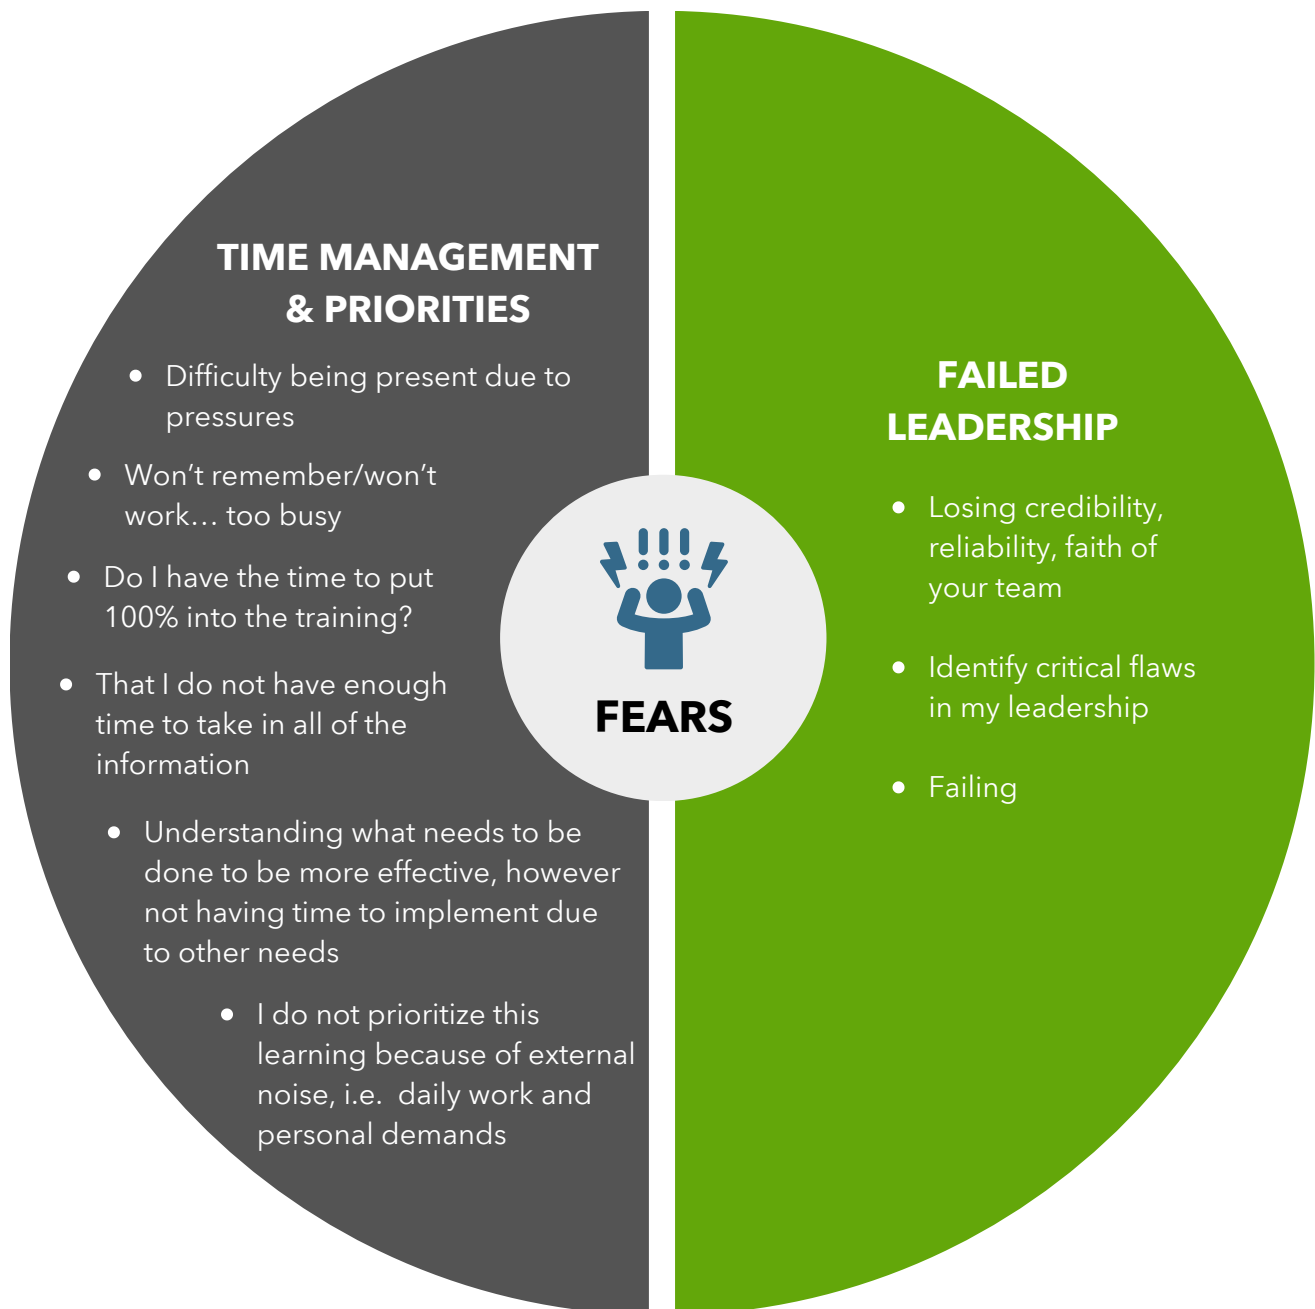 TIME MANAGEMENT
& PRIORITIES
• Difficulty being present due to
pressures
• Won’t remember/won’t
work... too busy
• Do I have the time to put
100% into the training?
• That I do not have enough
time to take in all of the
information
• Understanding what needs to be
done to be more effective, however
not having time to implement due
to other needs
• I do not prioritize this
learning because of external
noise, i.e.  daily work and
personal demands
!!!
FEARS
FAILED
LEADERSHIP
• Losing credibility,
reliability, faith of
your team
• Identify critical flaws
in my leadership
• Failing